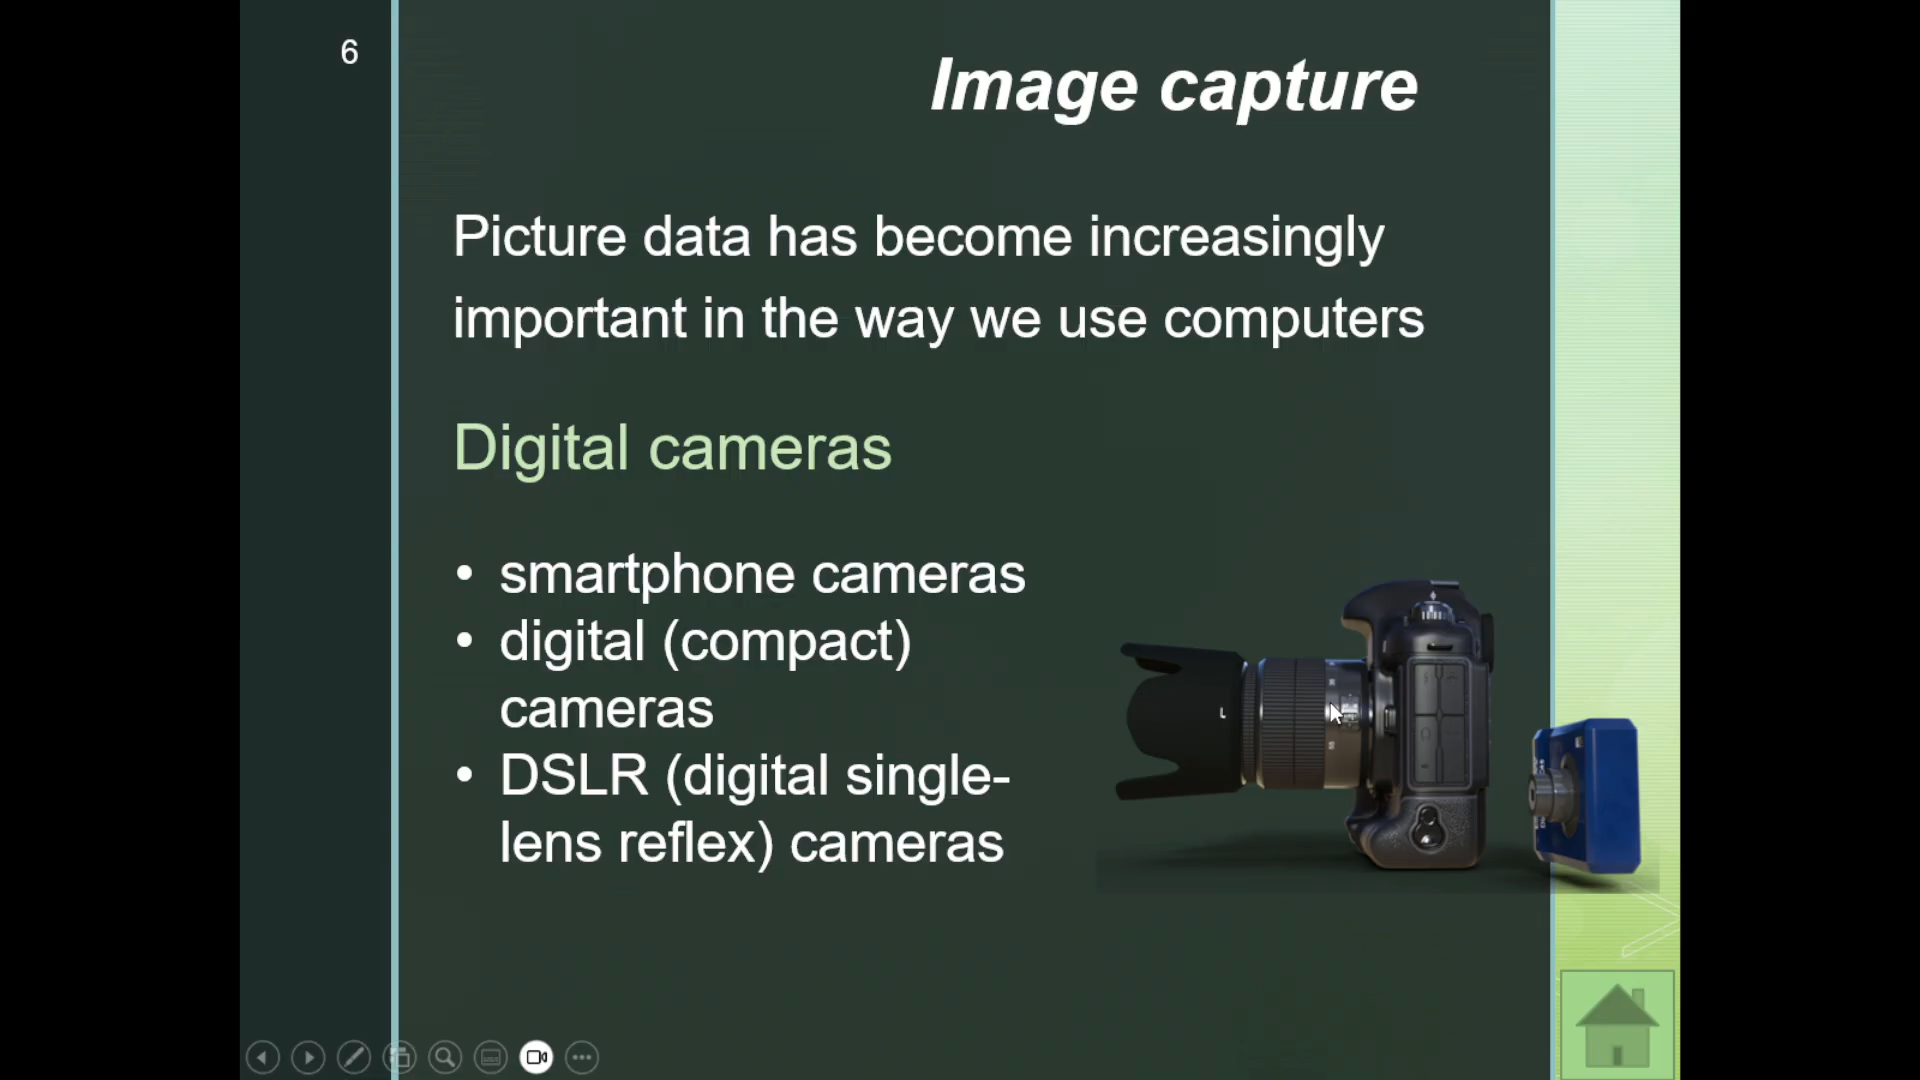 6
Image capture
Picture data has become increasingly
important in the way we use computers
Digital cameras
• smartphone cameras
• digital (compact)
cameras
• DSLR (digital single-
lens reflex) cameras